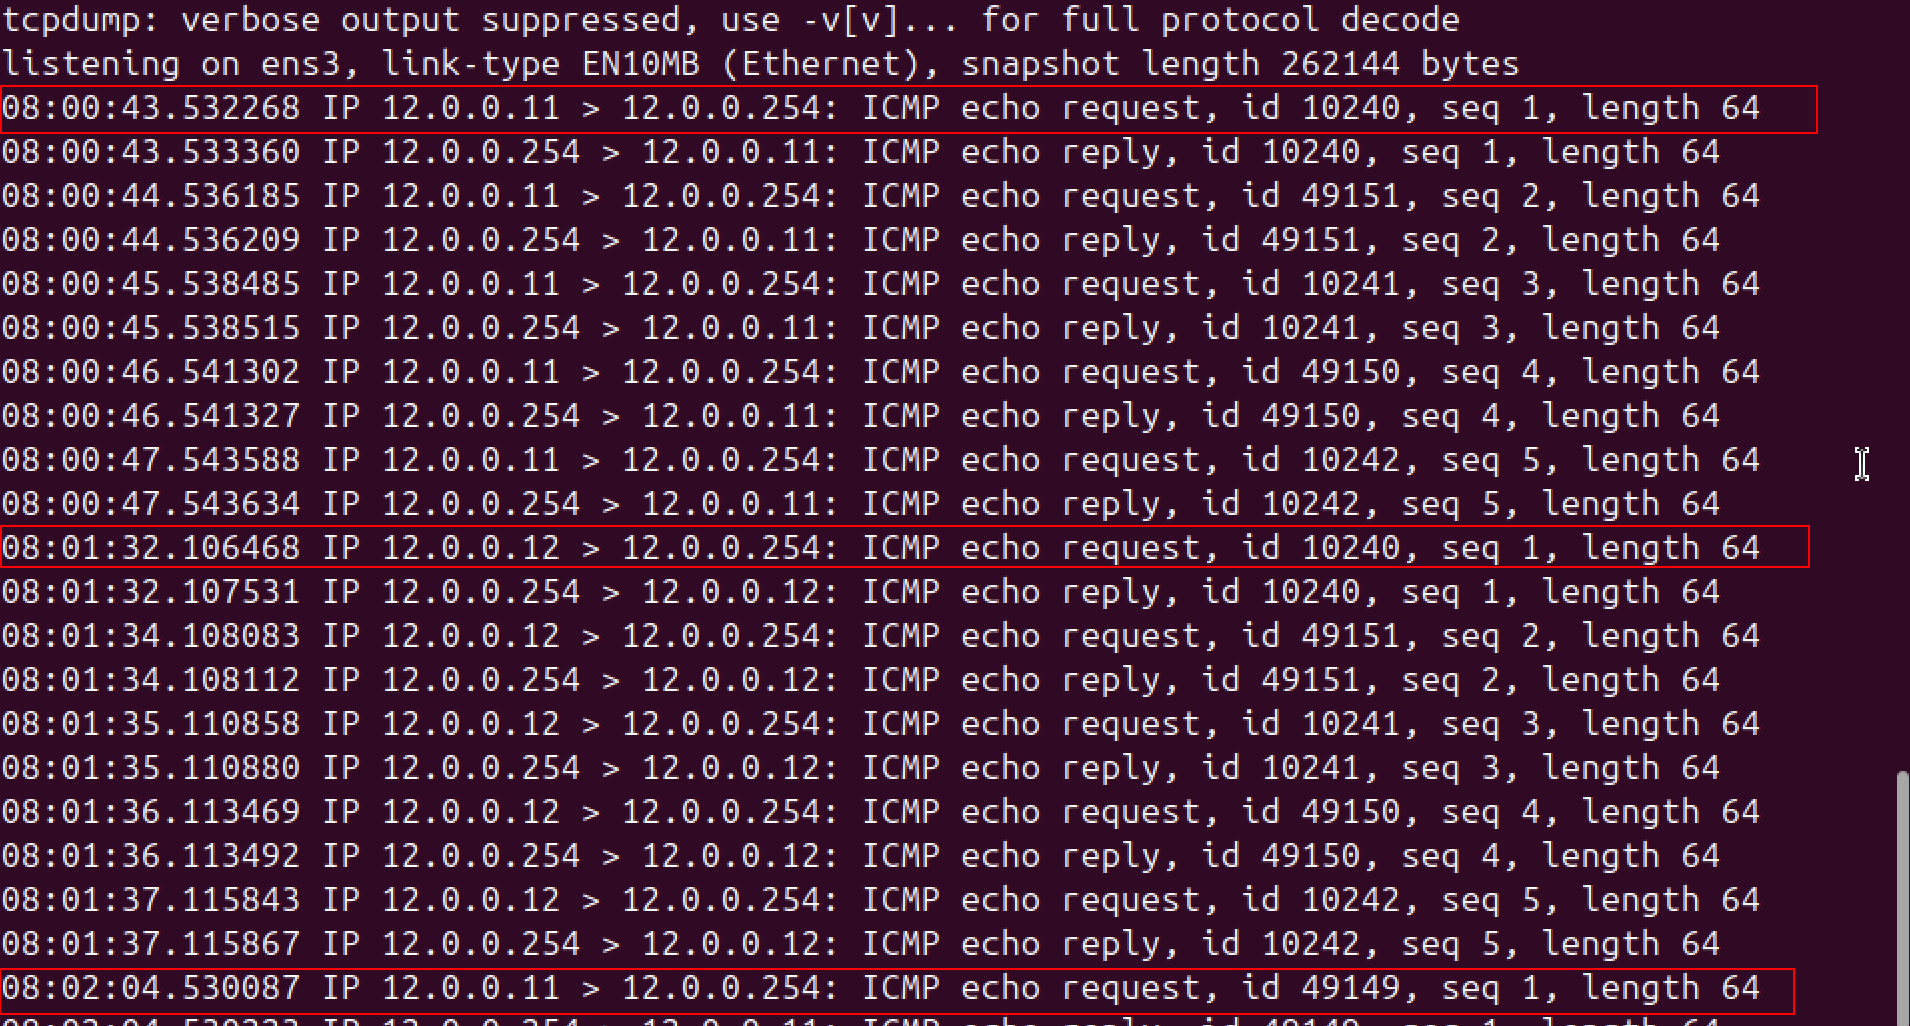 tcpdump: verbose output suppressed, use -v[v]... for full protocol decode
listening on ens3, link-type EN10MB (Ethernet), snapshot length 262144 bytes
08:00:43.532268 IP 12.0.0.11 > 12.0.0.254: ICMP echo request, id 10240, seq 1, length 64
08:00:43.533360 IP 12.0.0.254 > 12.0.0.11: ICMP echo reply, id 10240, seq 1, length 64
08:00:44.536185 IP 12.0.0.11 > 12.0.0.254: ICMP echo request, id 49151, seq 2, length 64
08:00:44.536209 IP 12.0.0.254 > 12.0.0.11: ICMP echo reply, id 49151, seq 2, length 64
08:00:45.538485 IP 12.0.0.11 > 12.0.0.254: ICMP echo request, id 10241, seq 3, length 64
08:00:45.538515 IP 12.0.0.254 > 12.0.0.11: ICMP echo reply, id 10241, seq 3, length 64
08:00:46.541302 IP 12.0.0.11 > 12.0.0.254: ICMP echo request, id 49150, seq 4, length 64
08:00:46.541327 IP 12.0.0.254 > 12.0.0.11: ICMP echo reply, id 49150, seq 4, length 64
08:00:47.543588 IP 12.0.0.11 > 12.0.0.254: ICMP echo request, id 10242, seq 5, length 64
08:00:47.543634 IP 12.0.0.254 > 12.0.0.11: ICMP echo reply, id 10242, seq 5, length 64
08:01:32.106468 IP 12.0.0.12 > 12.0.0.254: ICMP echo request, id 10240, seq 1, length 64
08:01:32.107531 IP 12.0.0.254 > 12.0.0.12: ICMP echo reply, id 10240, seq 1, length 64
08:01:34.108083 IP 12.0.0.12 > 12.0.0.254: ICMP echo request, id 49151, seq 2, length 64
08:01:34.108112 IP 12.0.0.254 > 12.0.0.12: ICMP echo reply, id 49151, seq 2, length 64
08:01:35.110858 IP 12.0.0.12 > 12.0.0.254: ICMP echo request, id 10241, seq 3, length 64
08:01:35.110880 IP 12.0.0.254 > 12.0.0.12: ICMP echo reply, id 10241, seq 3, length 64
08:01:36.113469 IP 12.0.0.12 > 12.0.0.254: ICMP echo request, id 49150, seq 4, length 64
08:01:36.113492 IP 12.0.0.254 > 12.0.0.12: ICMP echo reply, id 49150, seq 4, length 64
08:01:37.115843 IP 12.0.0.12 > 12.0.0.254: ICMP echo request, id 10242, seq 5, length 64
08:01:37.115867 IP 12.0.0.254 > 12.0.0.12: ICMP echo reply, id 10242, seq 5, length 64
08:02:04.530087 IP 12.0.0.11 > 12.0.0.254: ICMP echo request, id 49149, seq 1, length 64